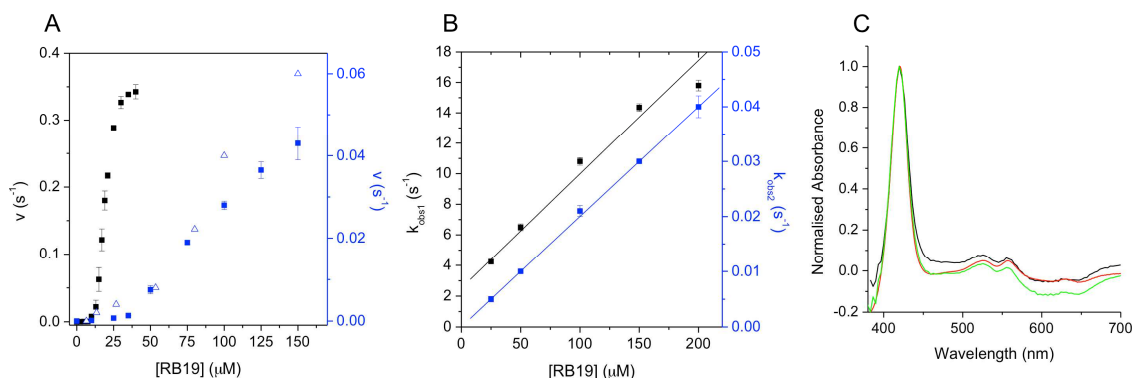 A
B
C
0.4
0.3
0.2
0.1
0.0
v (s⁻¹)
0 25 50 75 100 125 150
[RB19] (μM)
0.06
0.04
0.02
0.00
v (s⁻¹)
18
16
14
12
10
8
6
4
2
0
k_obs1 (s⁻¹)
0 50 100 150 200
[RB19] (μM)
0.05
0.04
0.03
0.02
0.01
0.00
k_obs2 (s⁻¹)
1.0
0.8
0.6
0.4
0.2
0.0
-0.2
Normalised Absorbance
400 500 600 700
Wavelength (nm)